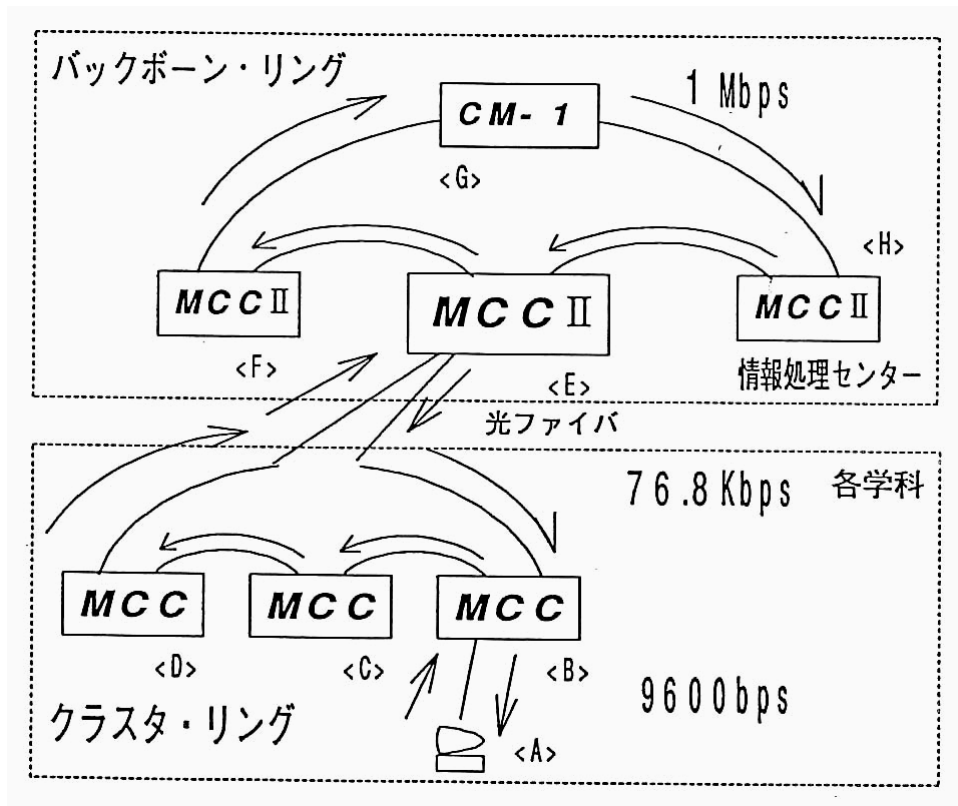 バックボーン・リング
1 Mbps
CM-1
<G>
<H>
MCCⅡ
MCCⅡ
MCCⅡ
<F>
<E>
情報処理センター
光ファイバ
76.8Kbps
各学科
MCC
MCC
MCC
<D>
<C>
<B>
9600bps
クラスタ・リング
<A>